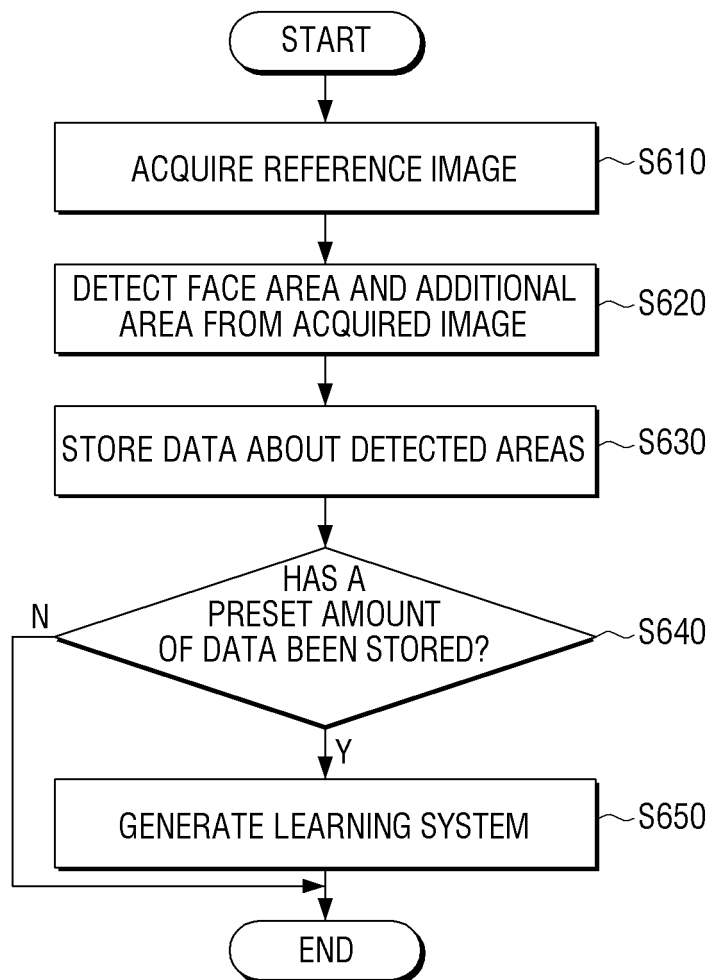 START
ACQUIRE REFERENCE IMAGE
S610
DETECT FACE AREA AND ADDITIONAL
AREA FROM ACQUIRED IMAGE
S620
STORE DATA ABOUT DETECTED AREAS
S630
HAS A
PRESET AMOUNT
OF DATA BEEN STORED?
S640
N
Y
GENERATE LEARNING SYSTEM
S650
END